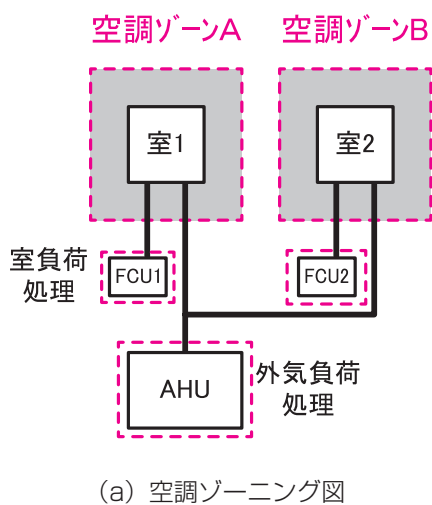 空調ゾーンA
空調ゾーンB
室1
室2
室負荷
処理
FCU1
FCU2
AHU
外気負荷
処理
（a）空調ゾーニング図